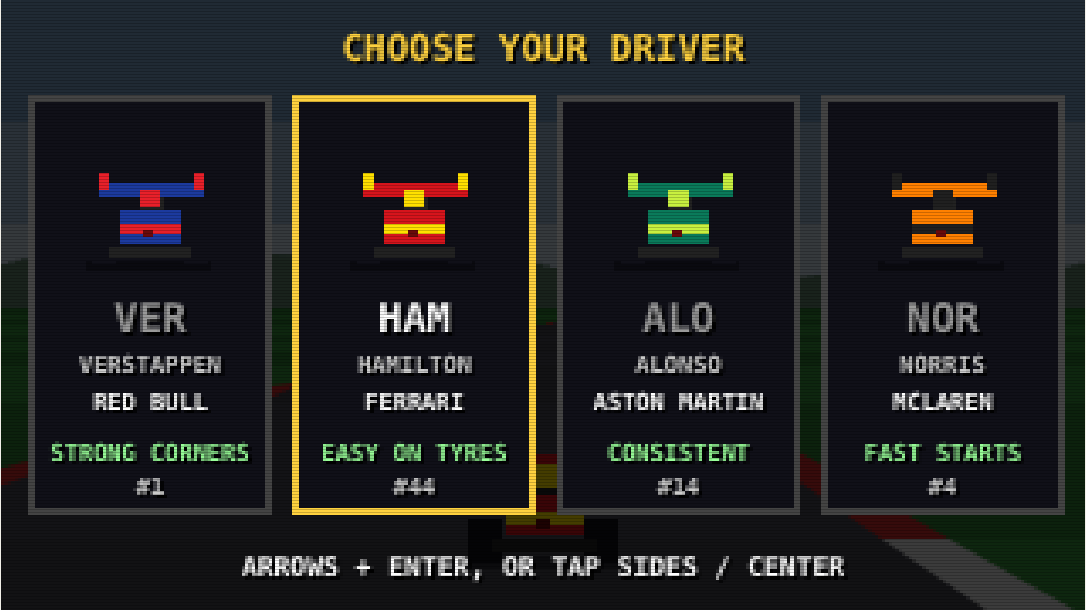 CHOOSE YOUR DRIVER
VER
VERSTAPPEN
RED BULL
STRONG CORNERS
#1
HAM
HAMILTON
FERRARI
EASY ON TYRES
#44
ALO
ALONSO
ASTON MARTIN
CONSISTENT
#14
NOR
NORRIS
MCLAREN
FAST STARTS
#4
ARROWS + ENTER, OR TAP SIDES / CENTER